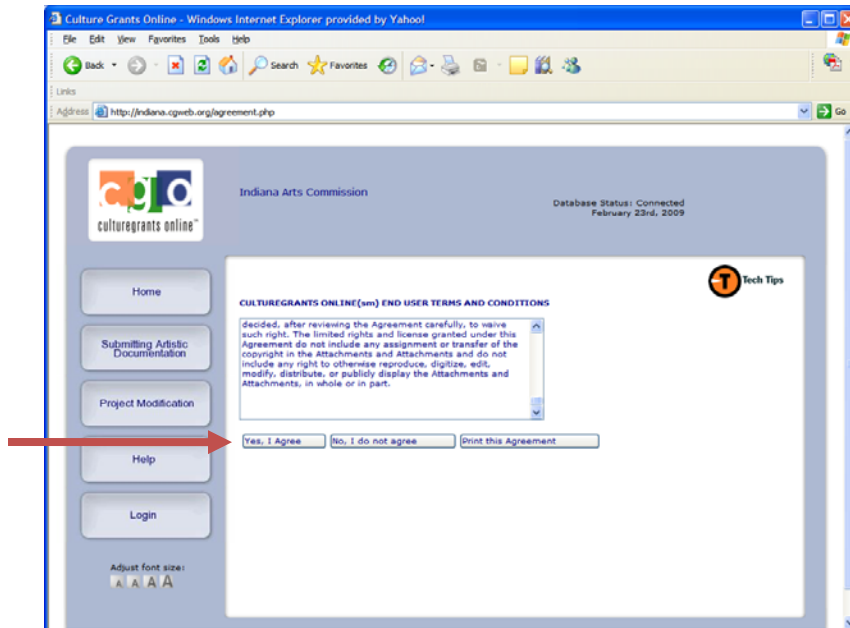 Culture Grants Online - Windows Internet Explorer provided by Yahoo!
File Edit View Favorites Tools Help
Back Search Favorites
Links
Address http://indiana.cgweb.org/agreement.php Go
cgo
culturegrants online™
Indiana Arts Commission
Database Status: Connected
February 23rd, 2009
Home
Submitting Artistic
Documentation
Project Modification
Help
Login
Adjust font size:
A A A A
T Tech Tips
CULTUREGRANTS ONLINE(sm) END USER TERMS AND CONDITIONS
decided, after reviewing the Agreement carefully, to waive
such right. The limited rights and license granted under this
Agreement do not include any assignment or transfer of the
copyright in the Attachments and Attachments and do not
include any right to otherwise reproduce, digitize, edit,
modify, distribute, or publicly display the Attachments and
Attachments, in whole or in part.
Yes, I Agree No, I do not agree Print this Agreement